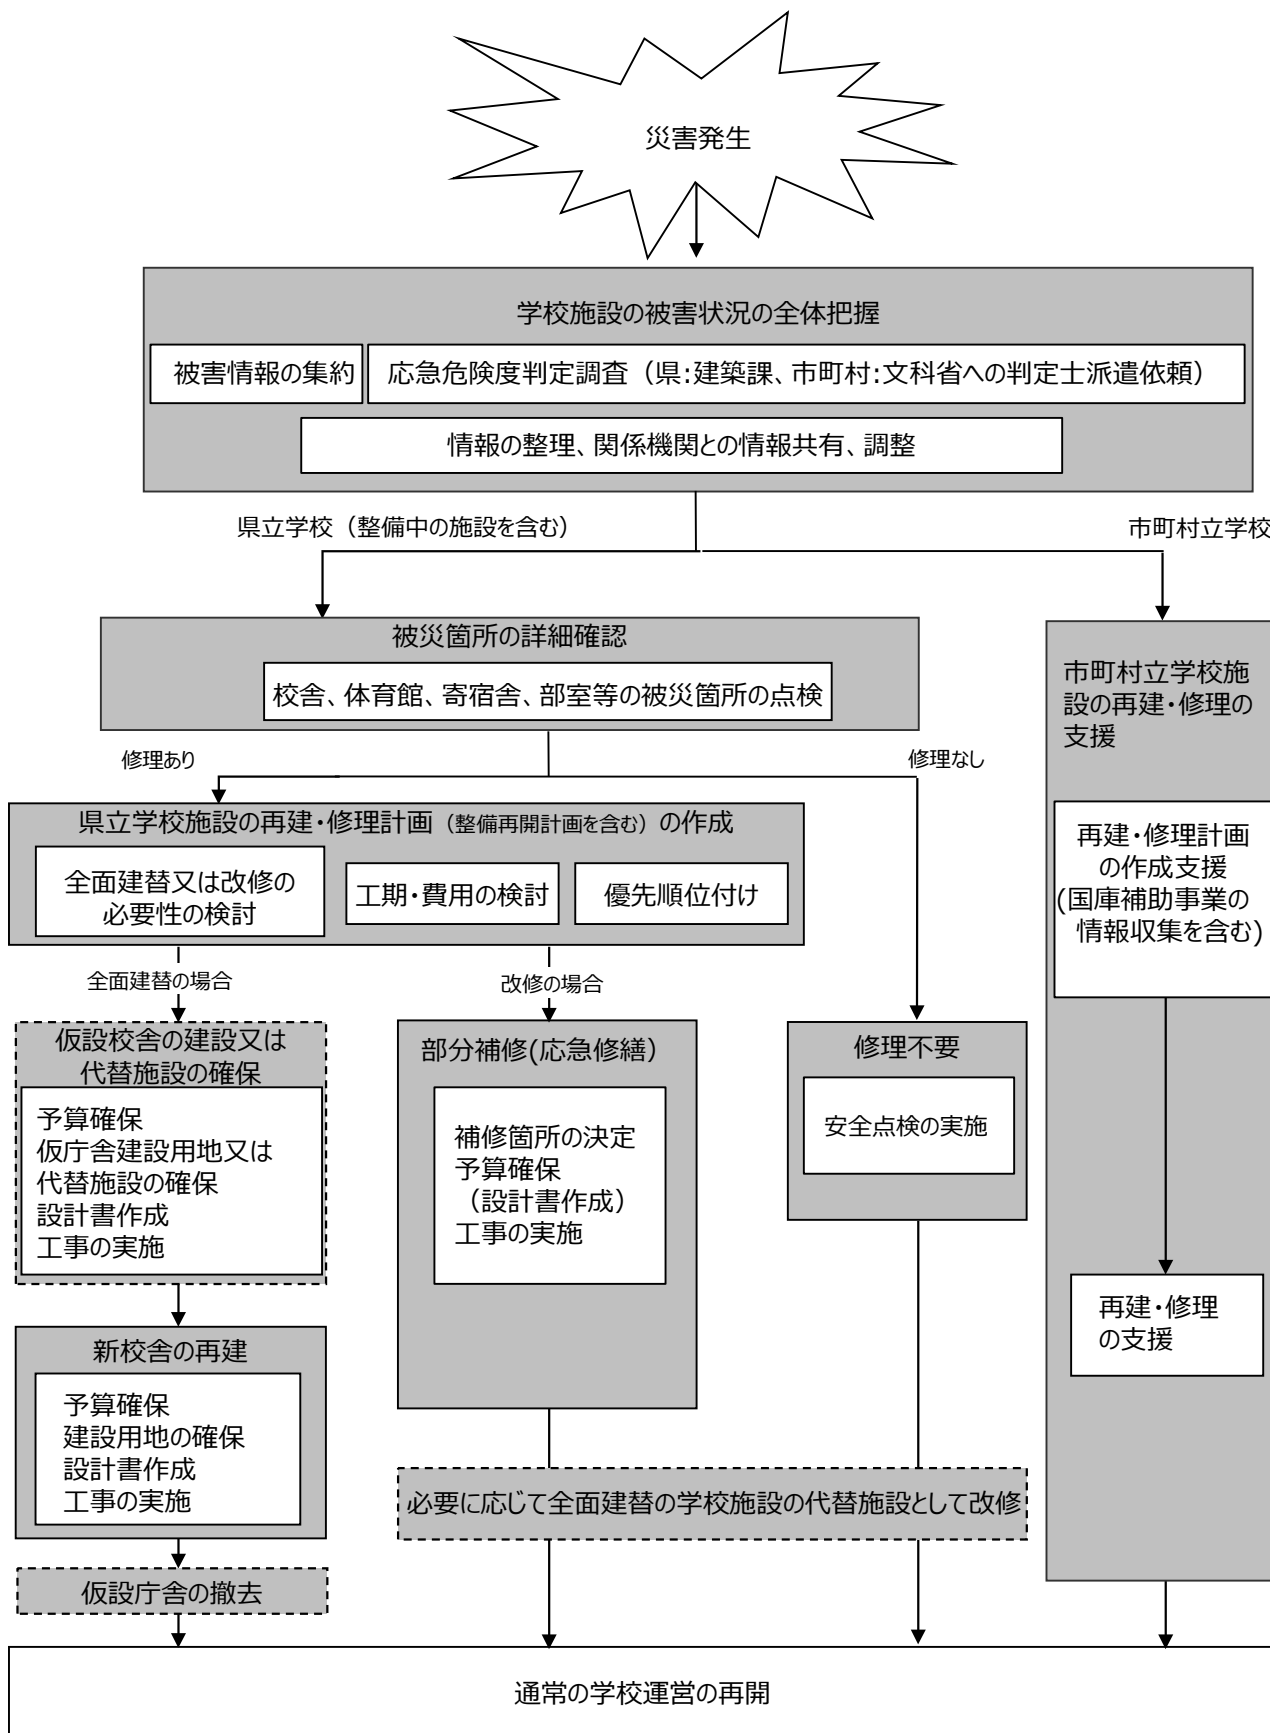 災害発生
学校施設の被害状況の全体把握
被害情報の集約
応急危険度判定調査（県:建築課、市町村:文科省への判定士派遣依頼）
情報の整理、関係機関との情報共有、調整
県立学校（整備中の施設を含む）
市町村立学校
被災箇所の詳細確認
校舎、体育館、寄宿舎、部室等の被災箇所の点検
市町村立学校施
設の再建・修理の
支援
修理あり
修理なし
県立学校施設の再建・修理計画（整備再開計画を含む）の作成
全面建替又は改修の
必要性の検討
工期・費用の検討
優先順位付け
再建・修理計画
の作成支援
(国庫補助事業の
情報収集を含む)
全面建替の場合
改修の場合
仮設校舎の建設又は
代替施設の確保
予算確保
仮庁舎建設用地又は
代替施設の確保
設計書作成
工事の実施
部分補修(応急修繕）
補修箇所の決定
予算確保
（設計書作成）
工事の実施
修理不要
安全点検の実施
再建・修理
の支援
新校舎の再建
予算確保
建設用地の確保
設計書作成
工事の実施
必要に応じて全面建替の学校施設の代替施設として改修
仮設庁舎の撤去
通常の学校運営の再開